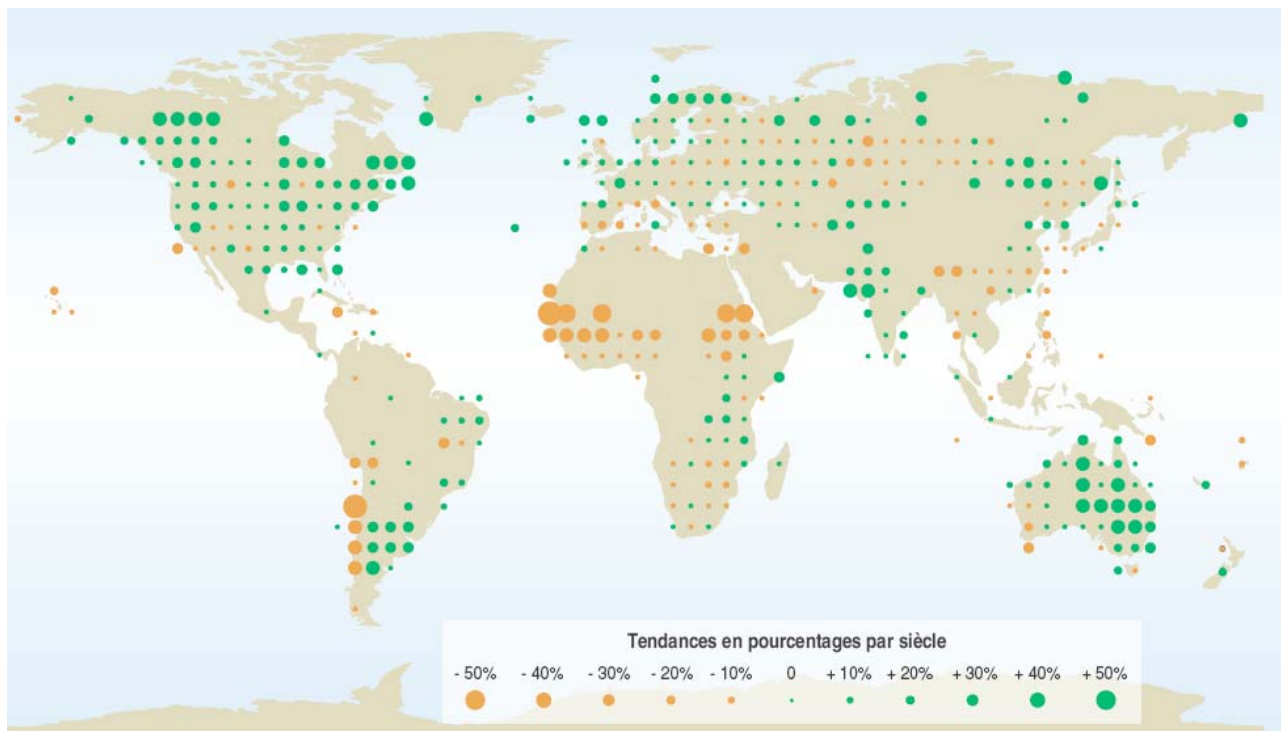 Tendances en pourcentages par siècle
- 50% - 40% - 30% - 20% - 10% 0 + 10% + 20% + 30% + 40% + 50%